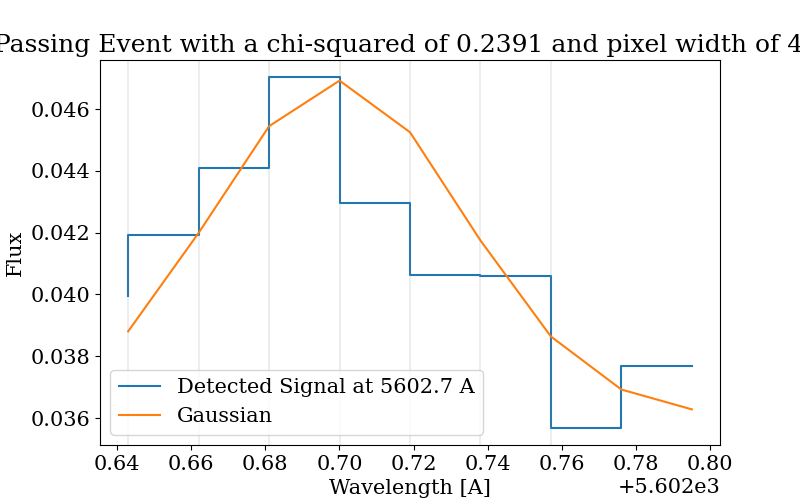 Passing Event with a chi-squared of 0.2391 and pixel width of 4
Flux
0.046
0.044
0.042
0.040
0.038
0.036
Detected Signal at 5602.7 A
Gaussian
0.64 0.66 0.68 0.70 0.72 0.74 0.76 0.78 0.80
Wavelength [A]
+5.602e3